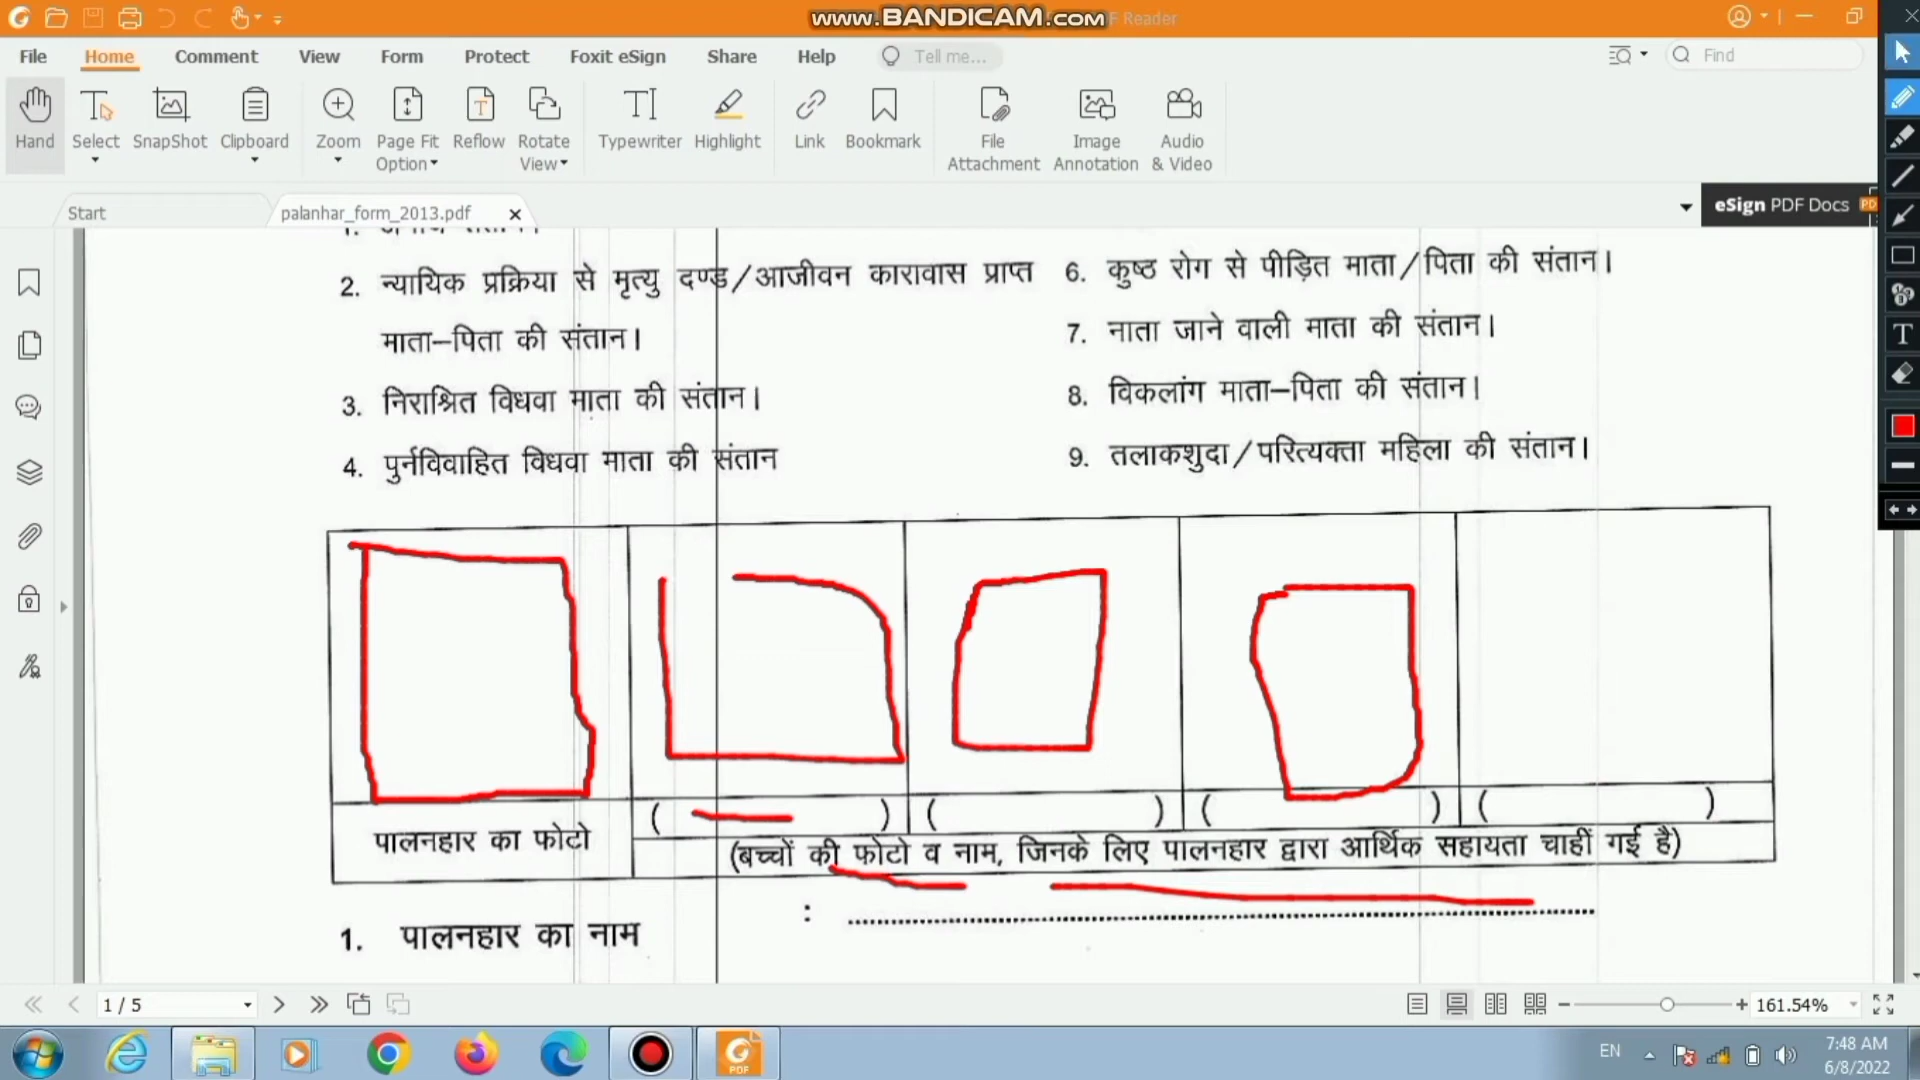 www.BANDICAM.com F Reader
File Home Comment View Form Protect Foxit eSign Share Help Tell me... Find
Hand Select SnapShot Clipboard Zoom Page Fit Option Reflow Rotate View Typewriter Highlight Link Bookmark File Attachment Image Annotation Audio & Video
Start palanhar_form_2013.pdf eSign PDF Docs
2. न्यायिक प्रक्रिया से मृत्यु दण्ड/आजीवन कारावास प्राप्त
माता–पिता की संतान।
3. निराश्रित विधवा माता की संतान।
4. पुर्नविवाहित विधवा माता की संतान
6. कुष्ठ रोग से पीड़ित माता/पिता की संतान।
7. नाता जाने वाली माता की संतान।
8. विकलांग माता–पिता की संतान।
9. तलाकशुदा/परित्यक्ता महिला की संतान।
( ) ( ) ( ) ( )
पालनहार का फोटो
(बच्चों की फोटो व नाम, जिनके लिए पालनहार द्वारा आर्थिक सहायता चाहीं गई है)
1. पालनहार का नाम : ........................................
1 / 5 161.54%
EN 7:48 AM
6/8/2022